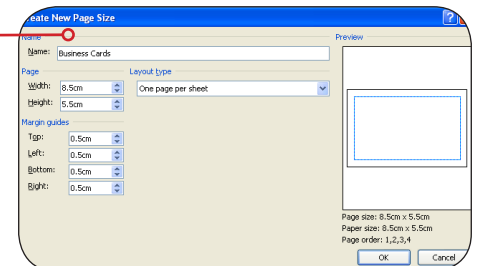 Create New Page Size
Name
Name: Business Cards
Page
Width: 8.5cm
Height: 5.5cm
Layout type
One page per sheet
Margin guides
Top: 0.5cm
Left: 0.5cm
Bottom: 0.5cm
Right: 0.5cm
Preview
Page size: 8.5cm x 5.5cm
Paper size: 8.5cm x 5.5cm
Page order: 1,2,3,4
OK Cancel